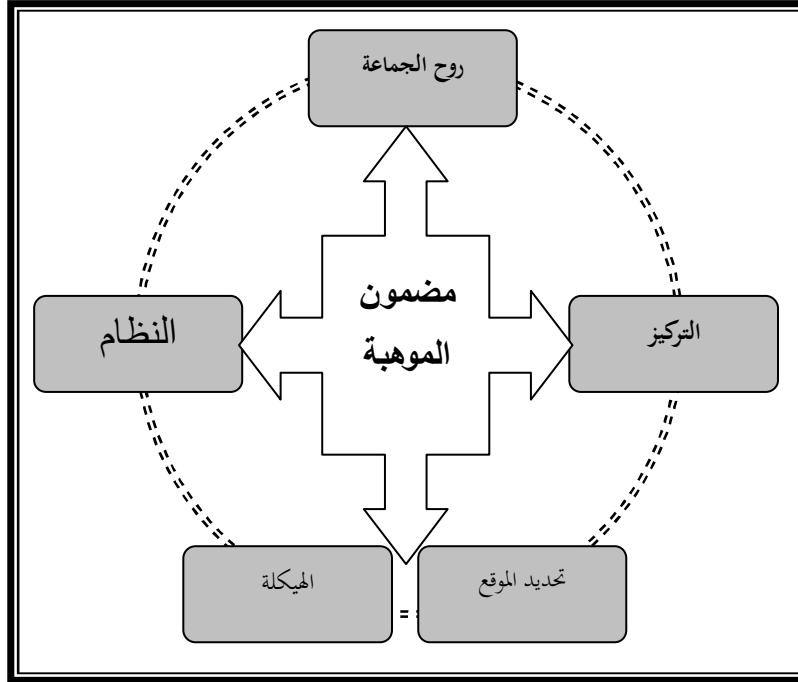 روح الجماعة
مضمون
الموهبة
التركيز
النظام
تحديد الموقع
الهيكلة